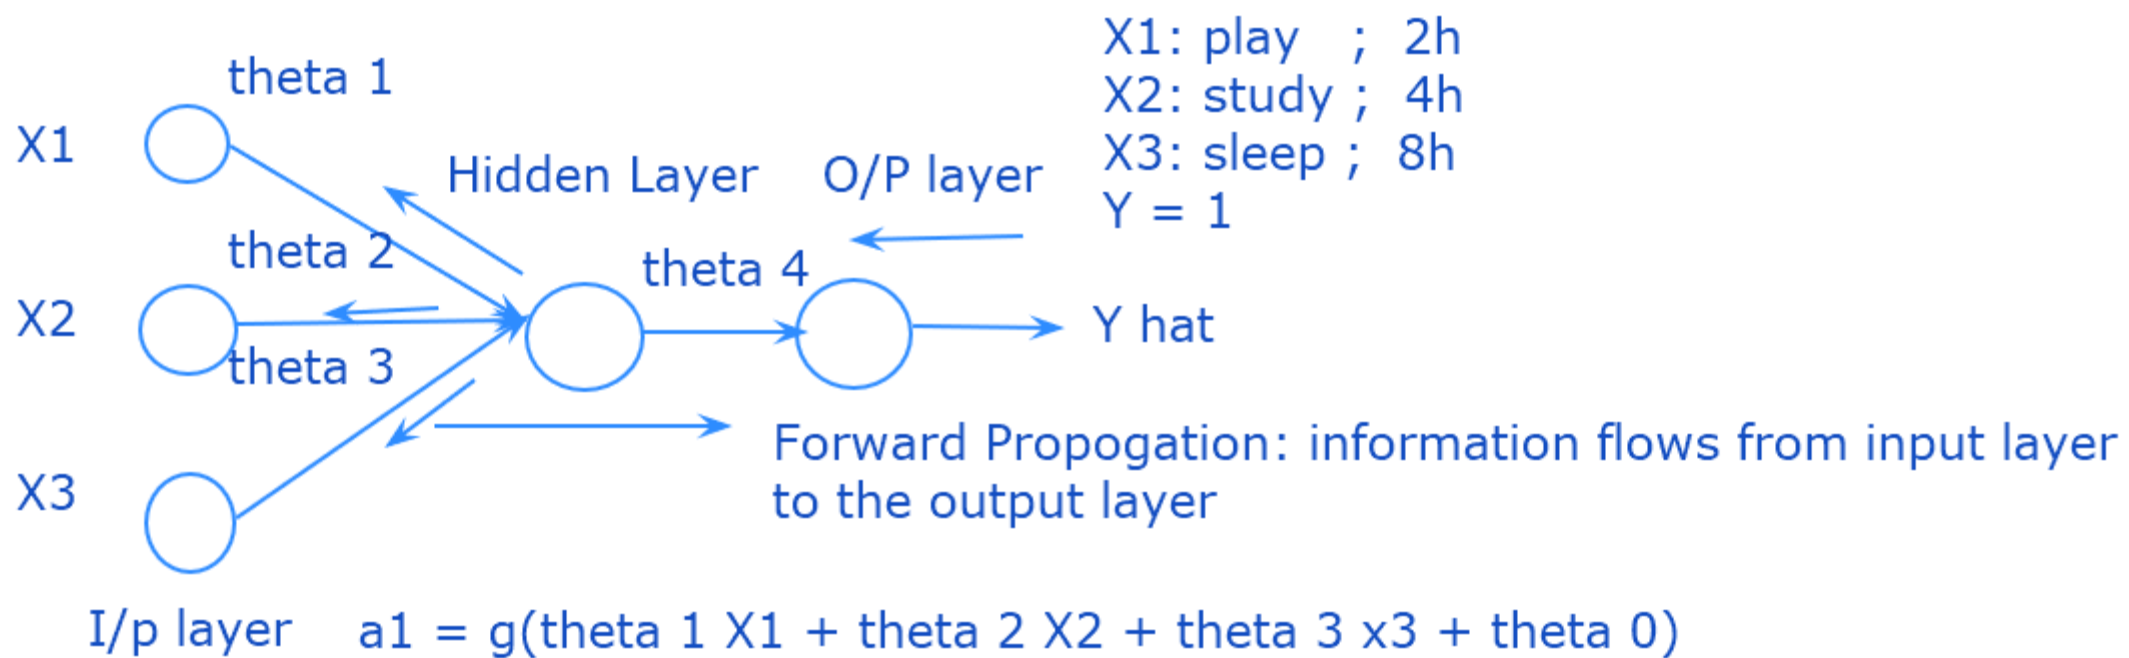 X1: play ; 2h
theta 1
X2: study ; 4h
X1
Hidden Layer
O/P layer
X3: sleep ; 8h
Y = 1
theta 2
theta 4
X2
Y hat
theta 3
Forward Propogation: information flows from input layer
to the output layer
X3
I/p layer
a1 = g(theta 1 X1 + theta 2 X2 + theta 3 x3 + theta 0)